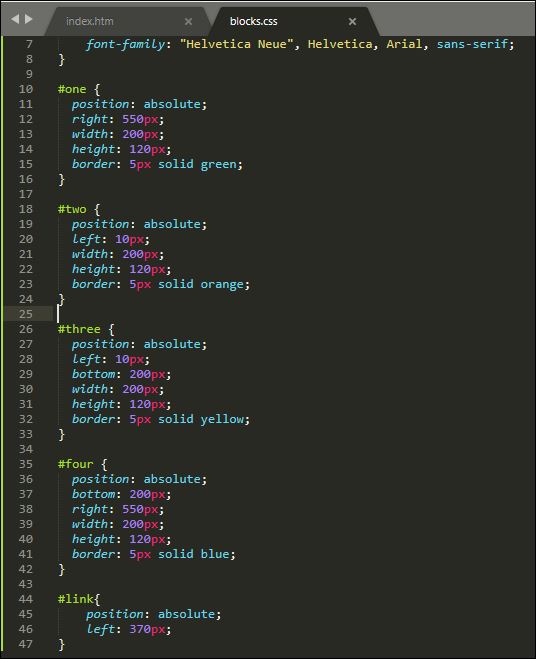 index.htm × blocks.css ×
7 font-family: "Helvetica Neue", Helvetica, Arial, sans-serif;
8 }
9
10 #one {
11 position: absolute;
12 right: 550px;
13 width: 200px;
14 height: 120px;
15 border: 5px solid green;
16 }
17
18 #two {
19 position: absolute;
20 left: 10px;
21 width: 200px;
22 height: 120px;
23 border: 5px solid orange;
24 }
25
26 #three {
27 position: absolute;
28 left: 10px;
29 bottom: 200px;
30 width: 200px;
31 height: 120px;
32 border: 5px solid yellow;
33 }
34
35 #four {
36 position: absolute;
37 bottom: 200px;
38 right: 550px;
39 width: 200px;
40 height: 120px;
41 border: 5px solid blue;
42 }
43
44 #link{
45 position: absolute;
46 left: 370px;
47 }